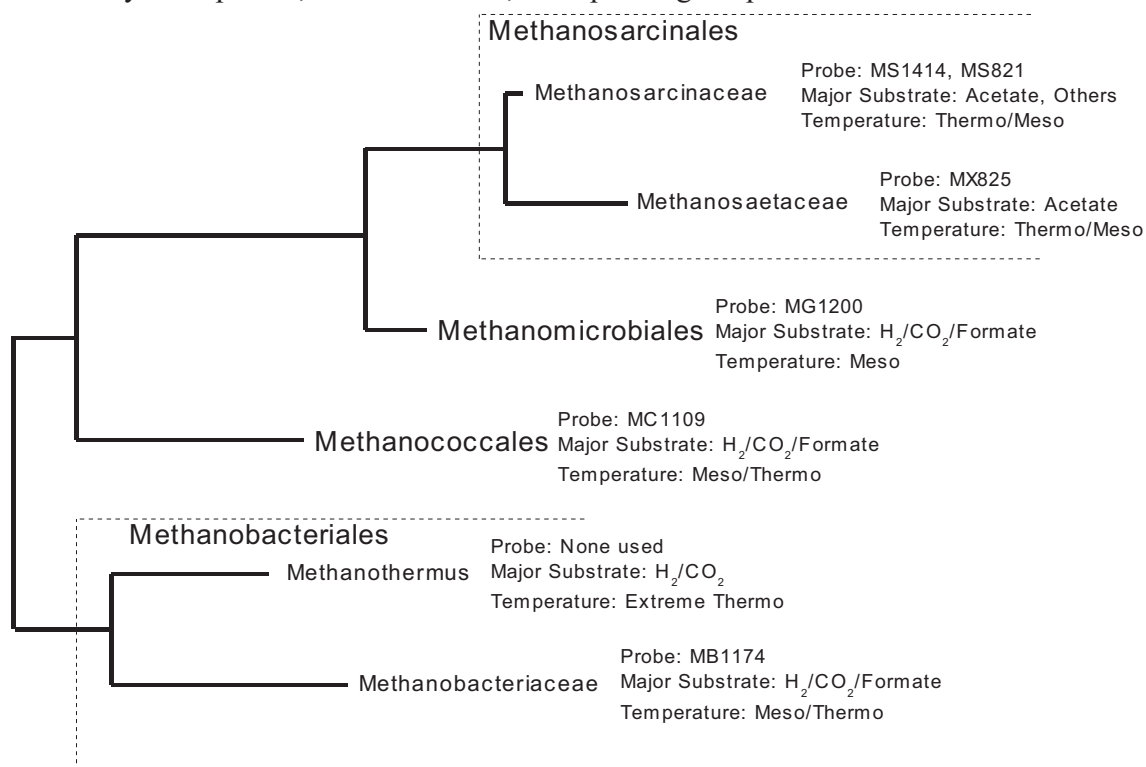 Methanosarcinales
Probe: MS1414, MS821
Methanosarcinaceae
Major Substrate: Acetate, Others
Temperature: Thermo/Meso
Probe: MX825
Methanosaetaceae
Major Substrate: Acetate
Temperature: Thermo/Meso
Probe: MG1200
Methanomicrobiales
Major Substrate: H₂/CO₂/Formate
Temperature: Meso
Probe: MC1109
Methanococcales
Major Substrate: H₂/CO₂/Formate
Temperature: Meso/Thermo
Methanobacteriales
Probe: None used
Methanothermus
Major Substrate: H₂/CO₂
Temperature: Extreme Thermo
Probe: MB1174
Methanobacteriaceae
Major Substrate: H₂/CO₂/Formate
Temperature: Meso/Thermo